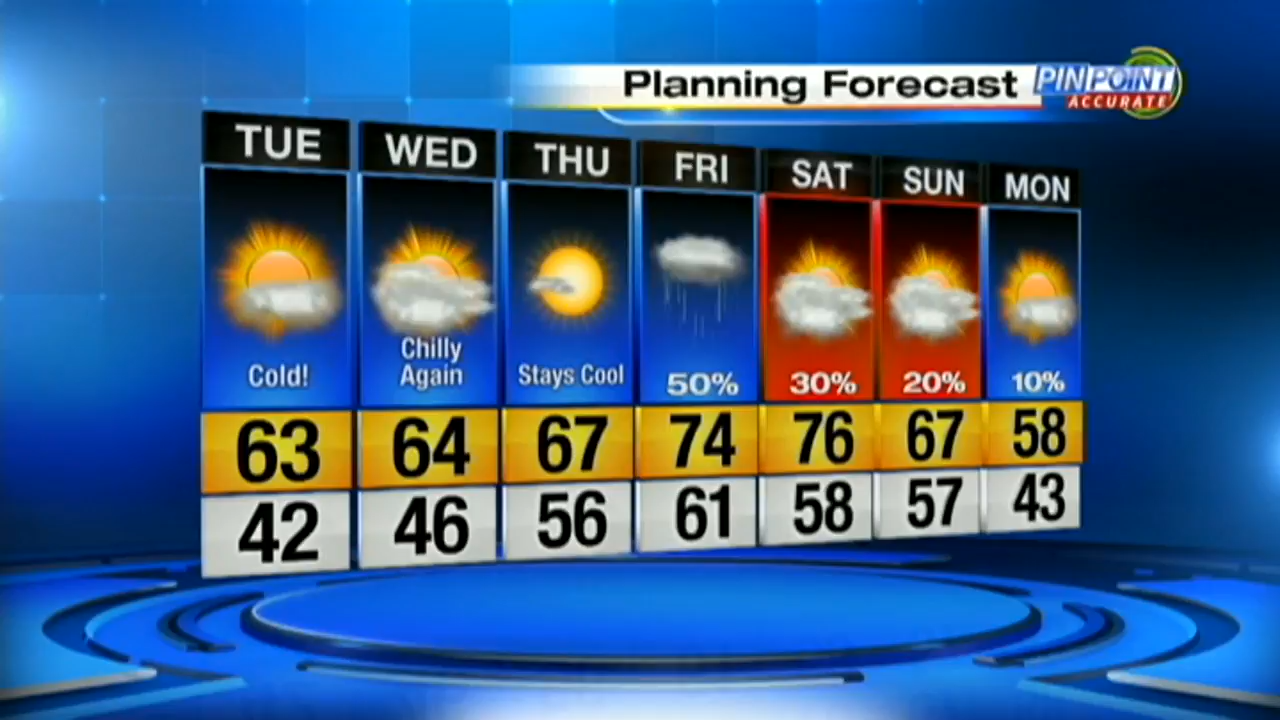 Planning Forecast
PINPOINT
ACCURATE
TUE WED THU FRI SAT SUN MON
Cold! Chilly Again Stays Cool 50% 30% 20% 10%
63 64 67 74 76 67 58
42 46 56 61 58 57 43